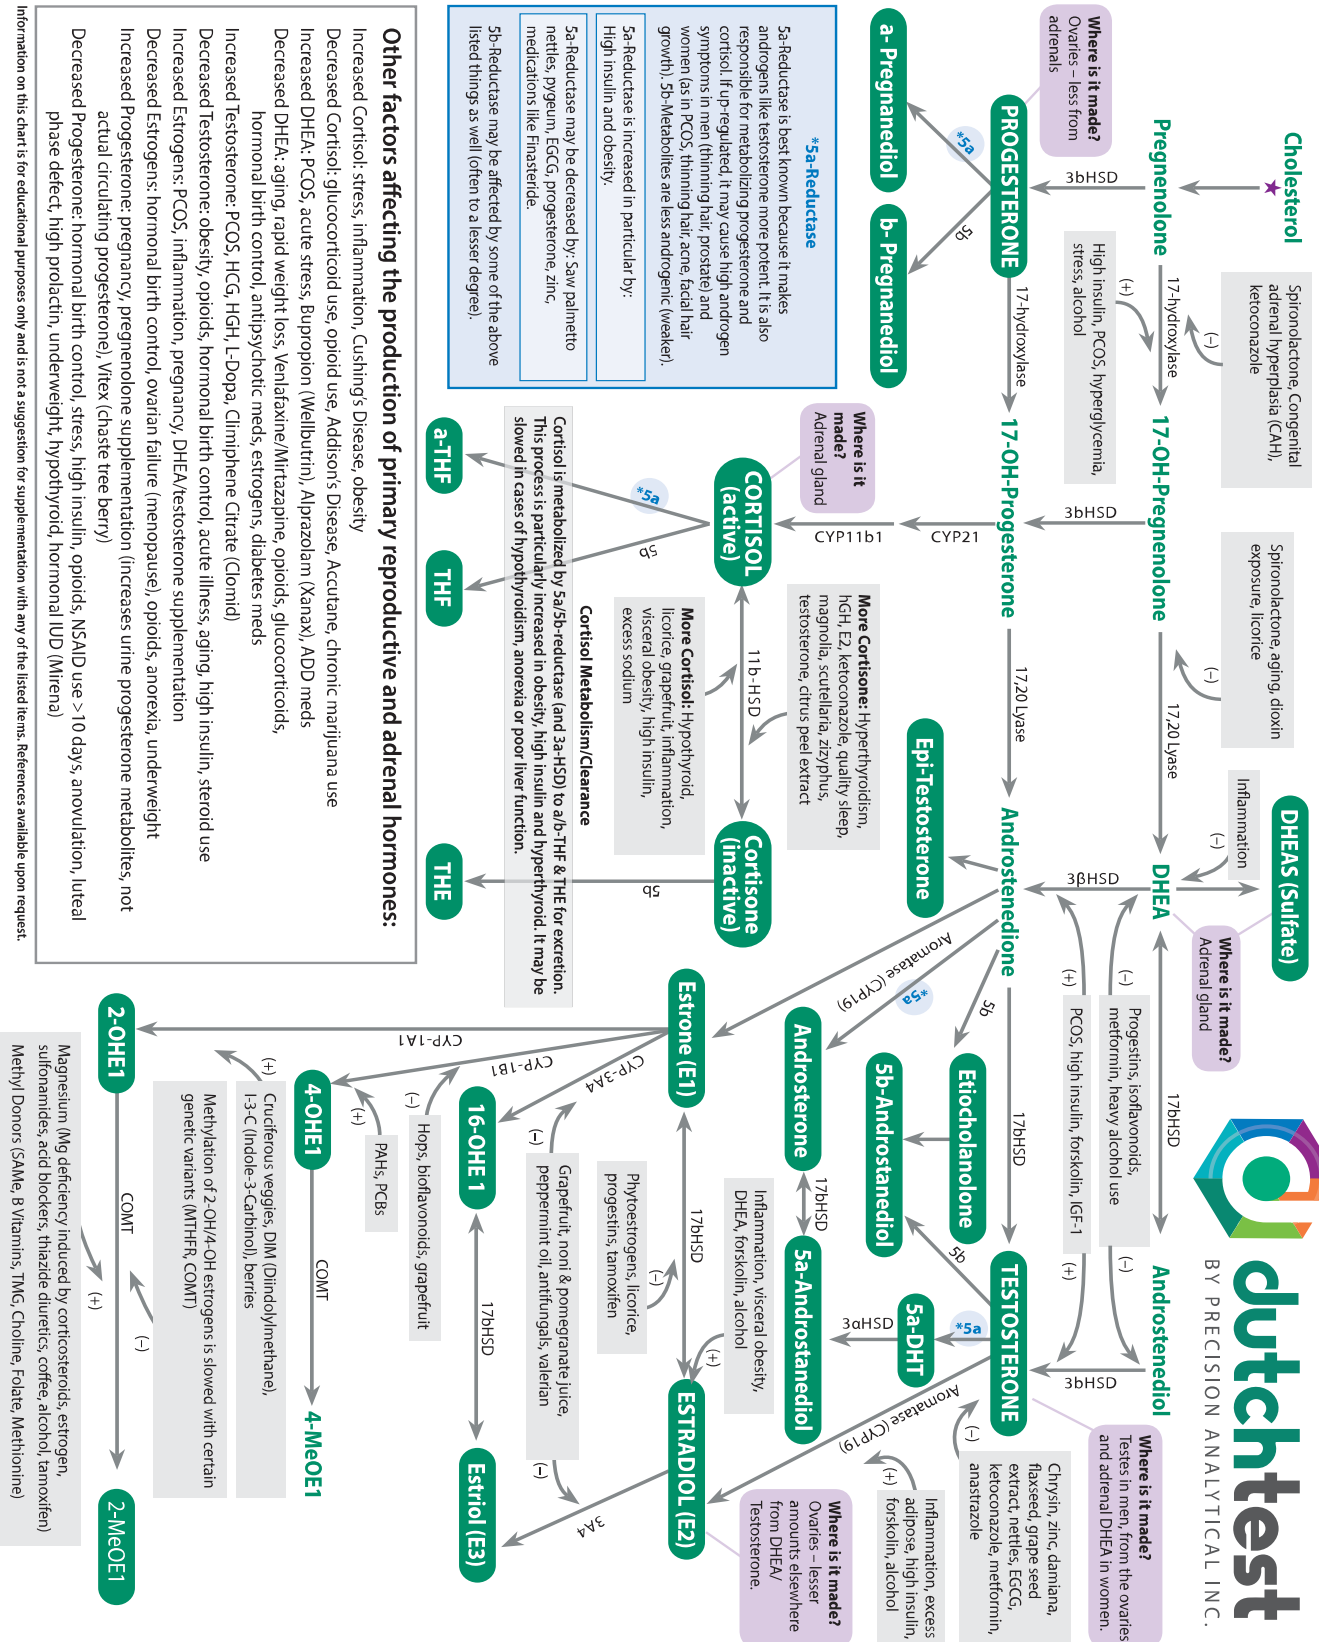 dutchtest
BY PRECISION ANALYTICAL INC.
Cholesterol
Pregnenolone
17-hydroxylase
17-OH-Pregnenolone
17,20 Lyase
DHEA
17bHSD
Androstenediol
DHEAS (Sulfate)
Spironolactone, Congenital
adrenal hyperplasia (CAH),
ketoconazole
(–)
High insulin, PCOS, hyperglycemia,
stress, alcohol
(+)
Spironolactone, aging, dioxin
exposure, licorice
(–)
Inflammation
(–)
Where is it made?
Adrenal gland
Where is it made?
Ovaries – less from
adrenals
3bHSD
3bHSD
3βHSD
3bHSD
(–)
Progestins, isoflavonoids,
metformin, heavy alcohol use
(–)
(+)
PCOS, high insulin, forskolin, IGF-1
(+)
Where is it made?
Testes in men, from the ovaries
and adrenal DHEA in women.
PROGESTERONE
17-hydroxylase
17-OH-Progesterone
17,20 Lyase
Androstenedione
17bHSD
TESTOSTERONE
*5a
5b
a- Pregnanediol
b- Pregnanediol
CYP21
CYP11b1
Where is it
made?
Adrenal gland
CORTISOL
(active)
11b-HSD
Cortisone
(inactive)
More Cortisone: Hyperthyroidism,
hGH, E2, ketoconazole, quality sleep,
magnolia, scutellaria, zizyphus,
testosterone, citrus peel extract
More Cortisol: Hypothyroid,
licorice, grapefruit, inflammation,
visceral obesity, high insulin,
excess sodium
*5a
5b
5b
Cortisol Metabolism/Clearance
Cortisol is metabolized by 5a/5b-reductase (and 3a-HSD) to a/b-THF & THE for excretion.
This process is particularly increased in obesity, high insulin and hyperthyroid. It may be
slowed in cases of hypothyroidism, anorexia or poor liver function.
a-THF
THF
THE
Epi-Testosterone
Aromatase (CYP19)
*5a
5b
Etiocholanolone
5b-Androstanediol
5b
*5a
5a-DHT
3αHSD
Androsterone
17bHSD
5a-Androstanediol
Aromatase (CYP19)
(–)
Chrysin, zinc, damiana,
flaxseed, grape seed
extract, nettles, EGCG,
ketoconazole, metformin,
anastrazole
(+)
Inflammation, excess
adipose, high insulin,
forskolin, alcohol
Inflammation, visceral obesity,
DHEA, forskolin, alcohol
(+)
Where is it made?
Ovaries – lesser
amounts elsewhere
from DHEA/
Testosterone.
Estrone (E1)
17bHSD
ESTRADIOL (E2)
Phytoestrogens, licorice,
progestins, tamoxifen
(–)
CYP-3A4
CYP-1B1
CYP-1A1
(–)
Grapefruit, noni & pomegranate juice,
peppermint oil, antifungals, valerian
(–)
3A4
16-OHE 1
17bHSD
Estriol (E3)
(–)
Hops, bioflavonoids, grapefruit
(+)
PAHs, PCBs
4-OHE1
COMT
4-MeOE1
(+)
Cruciferous veggies, DIM (Diindolylmethane),
I-3-C (Indole-3-Carbinol), berries
Methylation of 2-OH/4-OH estrogens is slowed with certain
genetic variants (MTHFR, COMT)
(–)
2-OHE1
COMT
2-MeOE1
(+)
Magnesium (Mg deficiency induced by corticosteroids, estrogen,
sulfonamides, acid blockers, thiazide diuretics, coffee, alcohol, tamoxifen)
Methyl Donors (SAMe, B Vitamins, TMG, Choline, Folate, Methionine)
*5a-Reductase
5a-Reductase is best known because it makes
androgens like testosterone more potent. It is also
responsible for metabolizing progesterone and
cortisol. If up-regulated, it may cause high androgen
symptoms in men (thinning hair, prostate) and
women (as in PCOS, thinning hair, acne, facial hair
growth). 5b-Metabolites are less androgenic (weaker).
5a-Reductase is increased in particular by:
High insulin and obesity.
5a-Reductase may be decreased by: Saw palmetto
nettles, pygeum, EGCG, progesterone, zinc,
medications like Finasteride.
5b-Reductase may be affected by some of the above
listed things as well (often to a lesser degree).
Other factors affecting the production of primary reproductive and adrenal hormones:
Increased Cortisol: stress, inflammation, Cushing's Disease, obesity
Decreased Cortisol: glucocorticoid use, opioid use, Addison's Disease, Accutane, chronic marijuana use
Increased DHEA: PCOS, acute stress, Bupropion (Wellbutrin), Alprazolam (Xanax), ADD meds
Decreased DHEA: aging, rapid weight loss, Venlafaxine/Mirtazapine, opioids, glucocorticoids,
hormonal birth control, antipsychotic meds, estrogens, diabetes meds
Increased Testosterone: PCOS, HCG, HGH, L-Dopa, Climiphene Citrate (Clomid)
Decreased Testosterone: obesity, opioids, hormonal birth control, acute illness, aging, high insulin, steroid use
Increased Estrogens: PCOS, inflammation, pregnancy, DHEA/testosterone supplementation
Decreased Estrogens: hormonal birth control, ovarian failure (menopause), opioids, anorexia, underweight
Increased Progesterone: pregnancy, pregnenolone supplementation (increases urine progesterone metabolites, not
actual circulating progesterone), Vitex (chaste tree berry)
Decreased Progesterone: hormonal birth control, stress, high insulin, opioids, NSAID use > 10 days, anovulation, luteal
phase defect, high prolactin, underweight, hypothyroid, hormonal IUD (Mirena)
Information on this chart is for educational purposes only and is not a suggestion for supplementation with any of the listed items. References available upon request.